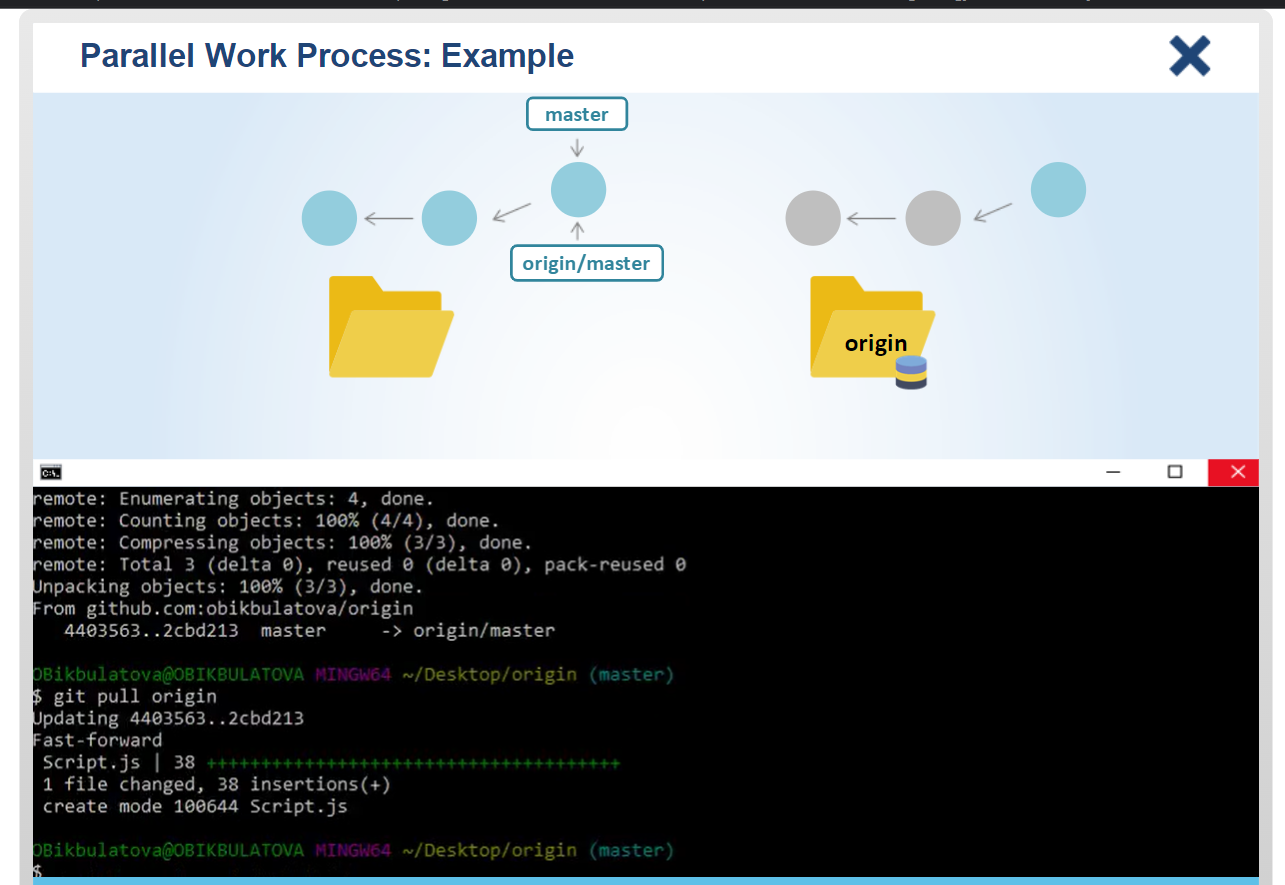 Parallel Work Process: Example
master
origin/master
origin
C:\.
remote: Enumerating objects: 4, done.
remote: Counting objects: 100% (4/4), done.
remote: Compressing objects: 100% (3/3), done.
remote: Total 3 (delta 0), reused 0 (delta 0), pack-reused 0
Unpacking objects: 100% (3/3), done.
From github.com:obikbulatova/origin
4403563..2cbd213 master -> origin/master
OBikbulatova@OBIKBULATOVA MINGW64 ~/Desktop/origin (master)
$ git pull origin
Updating 4403563..2cbd213
Fast-forward
Script.js | 38 ++++++++++++++++++++++++++++++++++++++
1 file changed, 38 insertions(+)
create mode 100644 Script.js
OBikbulatova@OBIKBULATOVA MINGW64 ~/Desktop/origin (master)
$